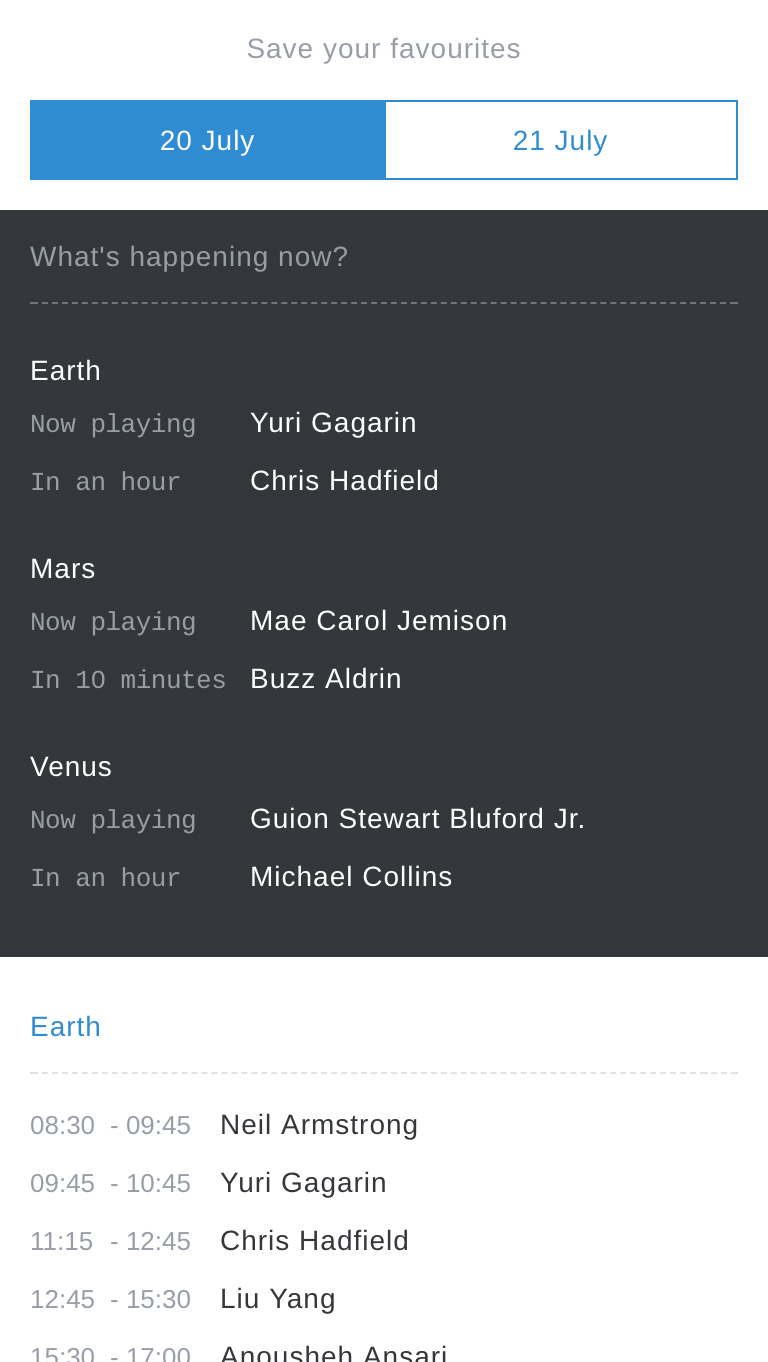 Save your favourites
20 July 21 July
What's happening now?
Earth
Now playing Yuri Gagarin
In an hour Chris Hadfield
Mars
Now playing Mae Carol Jemison
In 10 minutes Buzz Aldrin
Venus
Now playing Guion Stewart Bluford Jr.
In an hour Michael Collins
Earth
08:30 - 09:45 Neil Armstrong
09:45 - 10:45 Yuri Gagarin
11:15 - 12:45 Chris Hadfield
12:45 - 15:30 Liu Yang
15:30 - 17:00 Anousheh Ansari